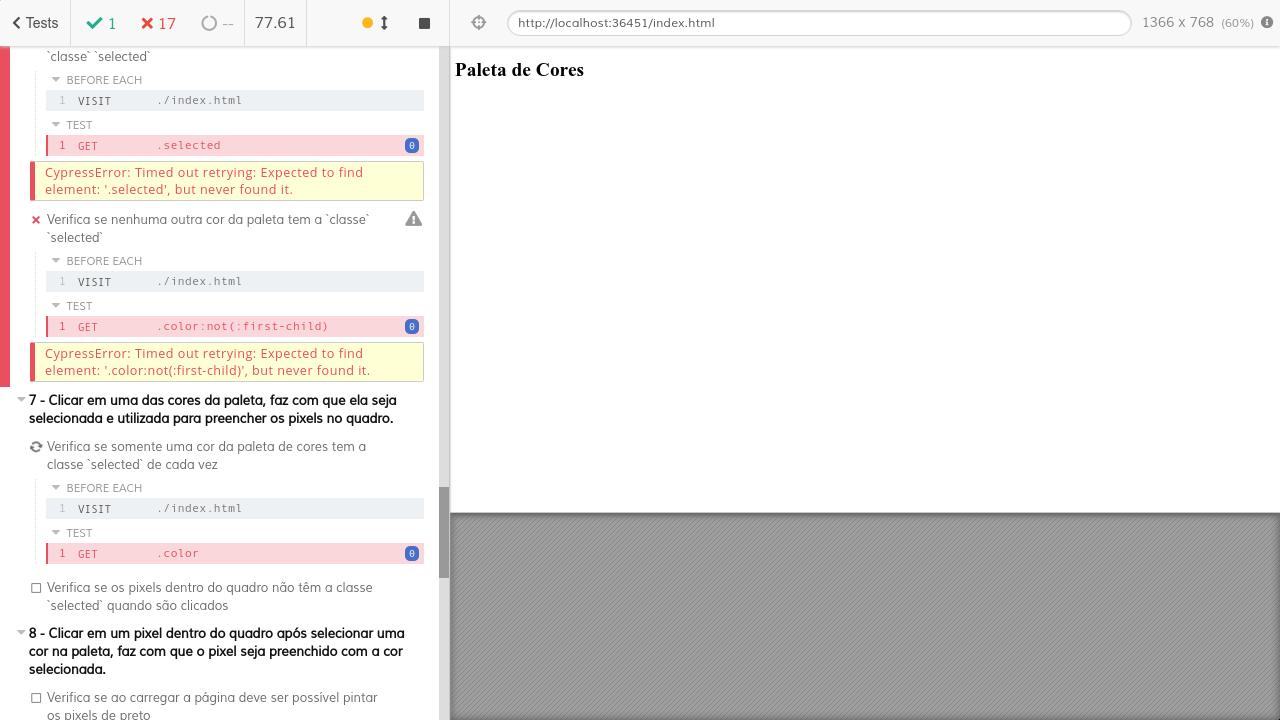 Tests
1
17
--
77.61
http://localhost:36451/index.html
1366 x 768 (60%)
`classe` `selected`
BEFORE EACH
1 VISIT ./index.html
TEST
1 GET .selected 0
CypressError: Timed out retrying: Expected to find
element: '.selected', but never found it.
Verifica se nenhuma outra cor da paleta tem a `classe`
`selected`
BEFORE EACH
1 VISIT ./index.html
TEST
1 GET .color:not(:first-child) 0
CypressError: Timed out retrying: Expected to find
element: '.color:not(:first-child)', but never found it.
7 - Clicar em uma das cores da paleta, faz com que ela seja
selecionada e utilizada para preencher os pixels no quadro.
Verifica se somente uma cor da paleta de cores tem a
classe `selected` de cada vez
BEFORE EACH
1 VISIT ./index.html
TEST
1 GET .color 0
Verifica se os pixels dentro do quadro não têm a classe
`selected` quando são clicados
8 - Clicar em um pixel dentro do quadro após selecionar uma
cor na paleta, faz com que o pixel seja preenchido com a cor
selecionada.
Verifica se ao carregar a página deve ser possível pintar
os pixels de preto
Paleta de Cores